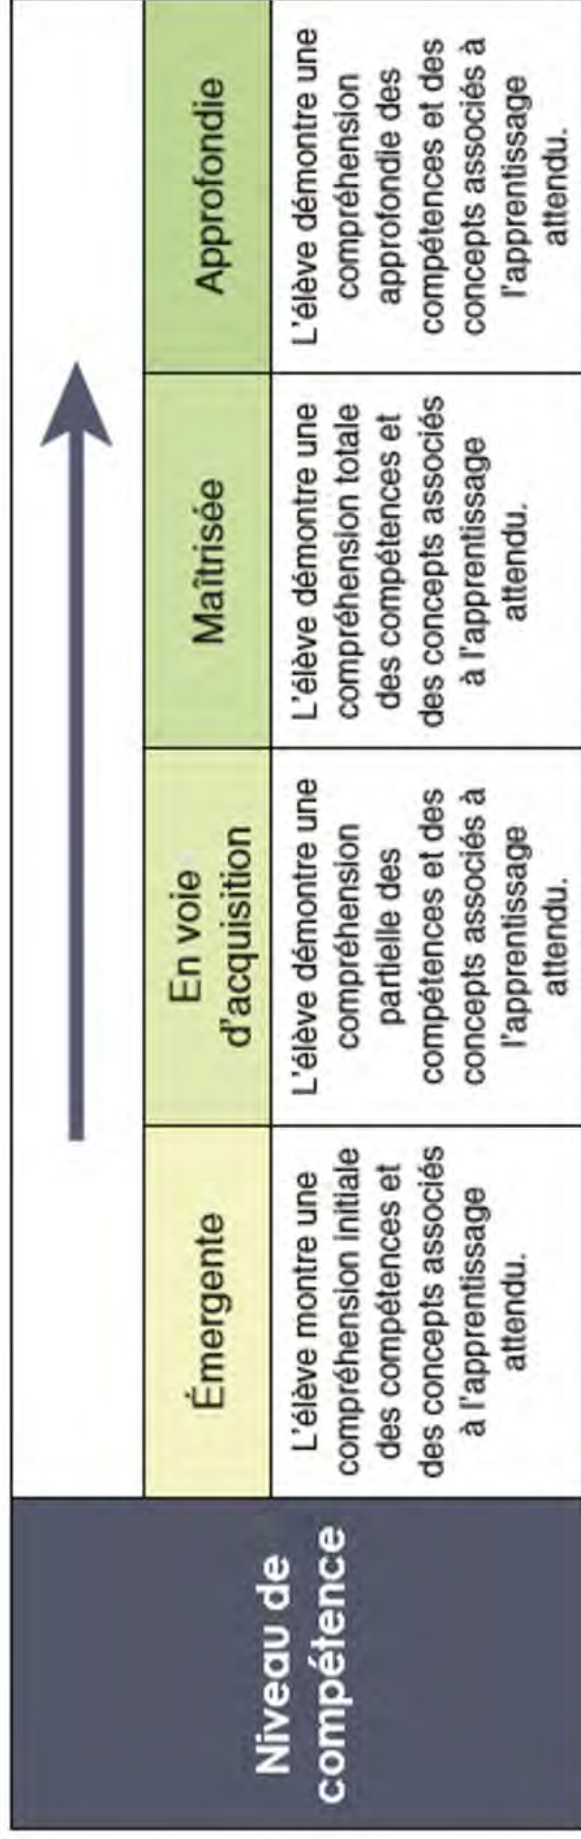 Niveau de
compétence
Émergente
L'élève montre une
compréhension initiale
des compétences et
des concepts associés
à l'apprentissage
attendu.
En voie
d'acquisition
L'élève démontre une
compréhension
partielle des
compétences et des
concepts associés à
l'apprentissage
attendu.
Maîtrisée
L'élève démontre une
compréhension totale
des compétences et
des concepts associés
à l'apprentissage
attendu.
Approfondie
L'élève démontre une
compréhension
approfondie des
compétences et des
concepts associés à
l'apprentissage
attendu.